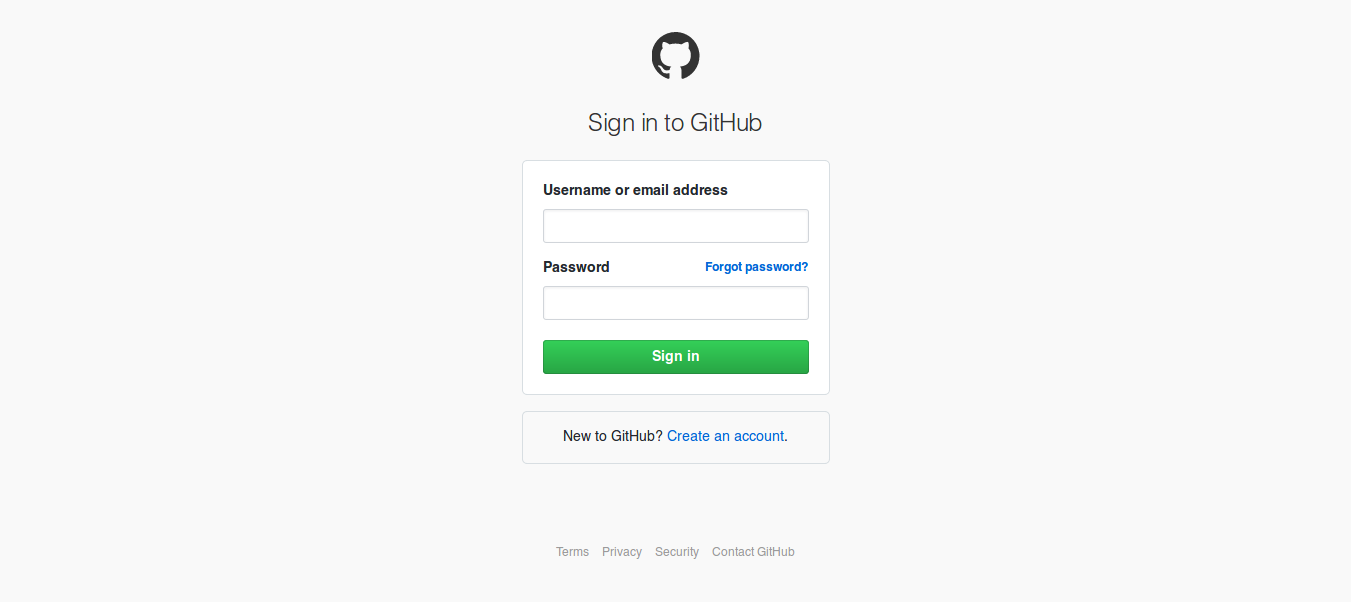 Sign in to GitHub
Username or email address
Password Forgot password?
Sign in
New to GitHub? Create an account.
Terms Privacy Security Contact GitHub